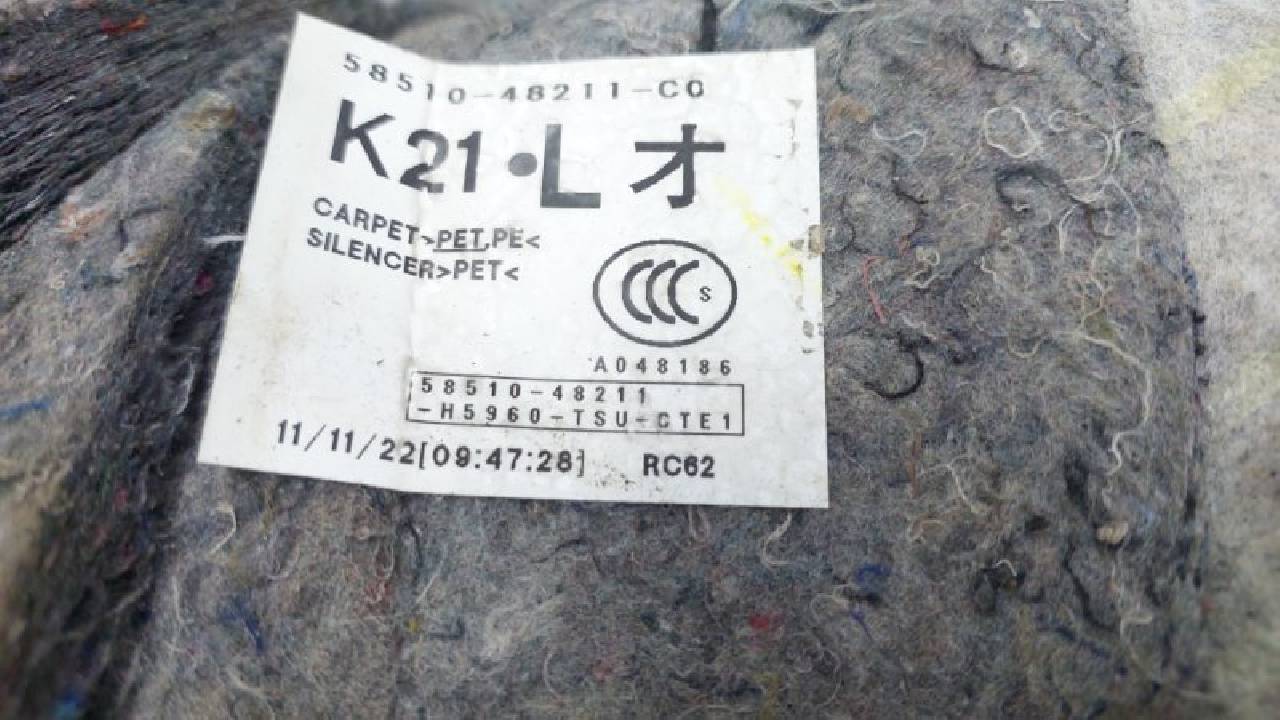 58510-48211-C0
K21・L オ
CARPET>PET,PE<
SILENCER>PET<
CCC S
A048186
58510-48211
-H5960-TSU-CTE1
11/11/22[09:47:28] RC62